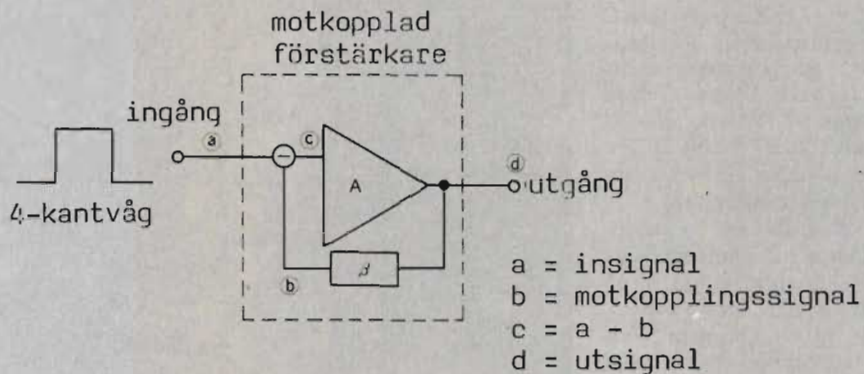 motkopplad
förstärkare
ingång
a
c
A
d
utgång
4-kantvåg
β
b
a = insignal
b = motkopplingssignal
c = a - b
d = utsignal